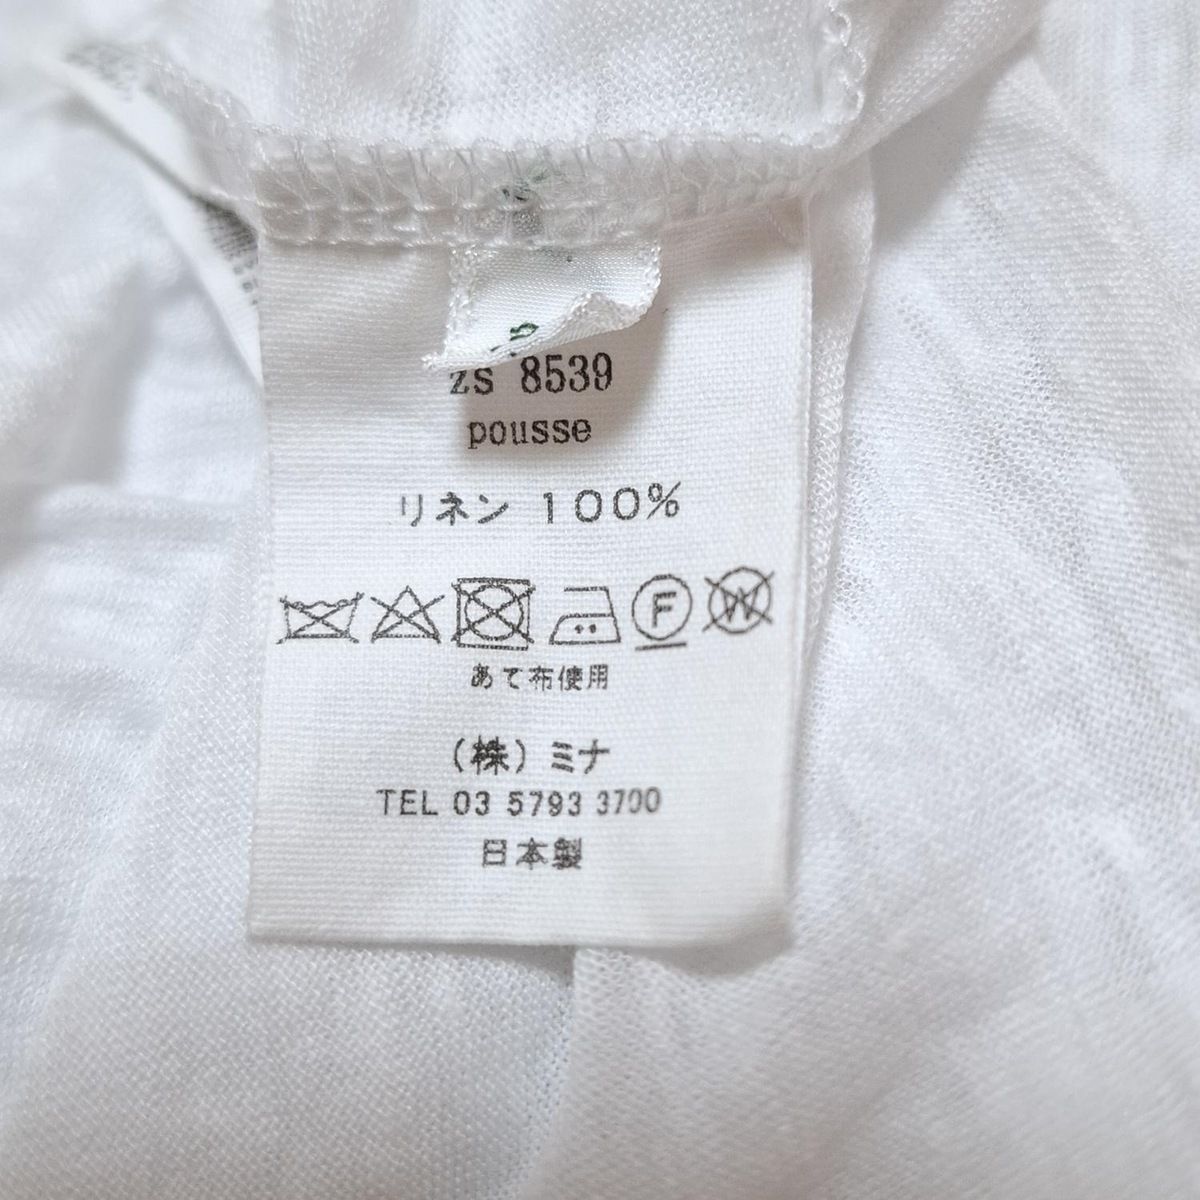 zs 8539
pousse
リネン 100%
F
W
あて布使用
(株)ミナ
TEL 03 5793 3700
日本製